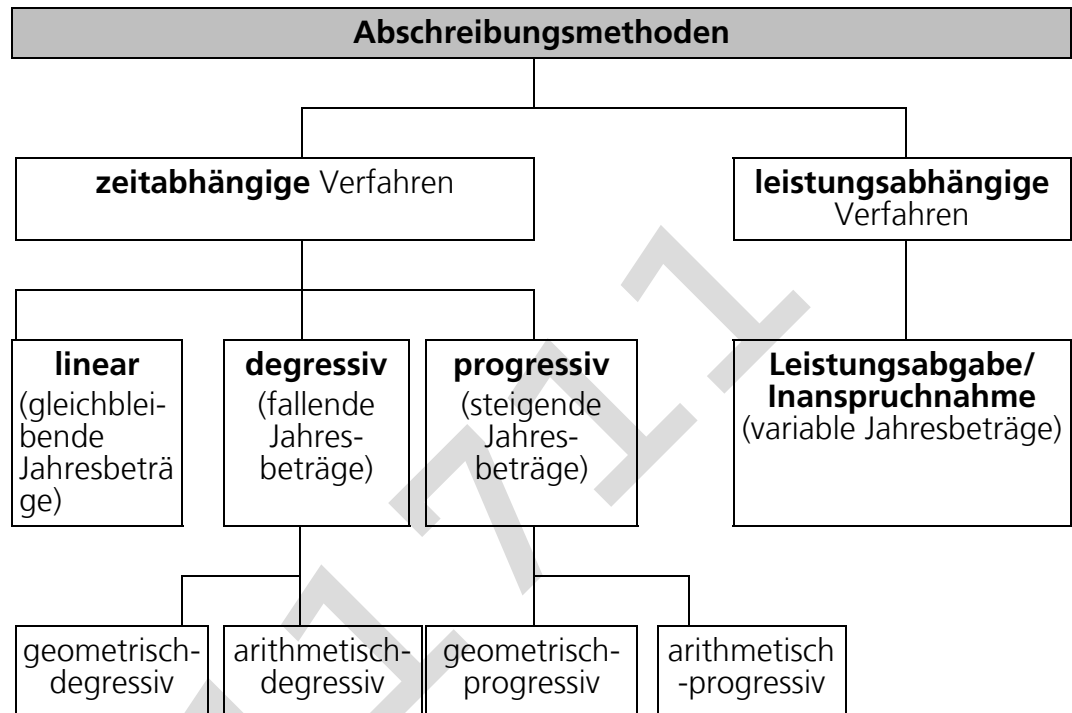 Abschreibungsmethoden
zeitabhängige Verfahren
leistungsabhängige
Verfahren
linear
(gleichblei-
bende
Jahresbeträ
ge)
degressiv
(fallende
Jahres-
beträge)
progressiv
(steigende
Jahres-
beträge)
Leistungsabgabe/
Inanspruchnahme
(variable Jahresbeträge)
geometrisch-
degressiv
arithmetisch-
degressiv
geometrisch-
progressiv
arithmetisch
-progressiv